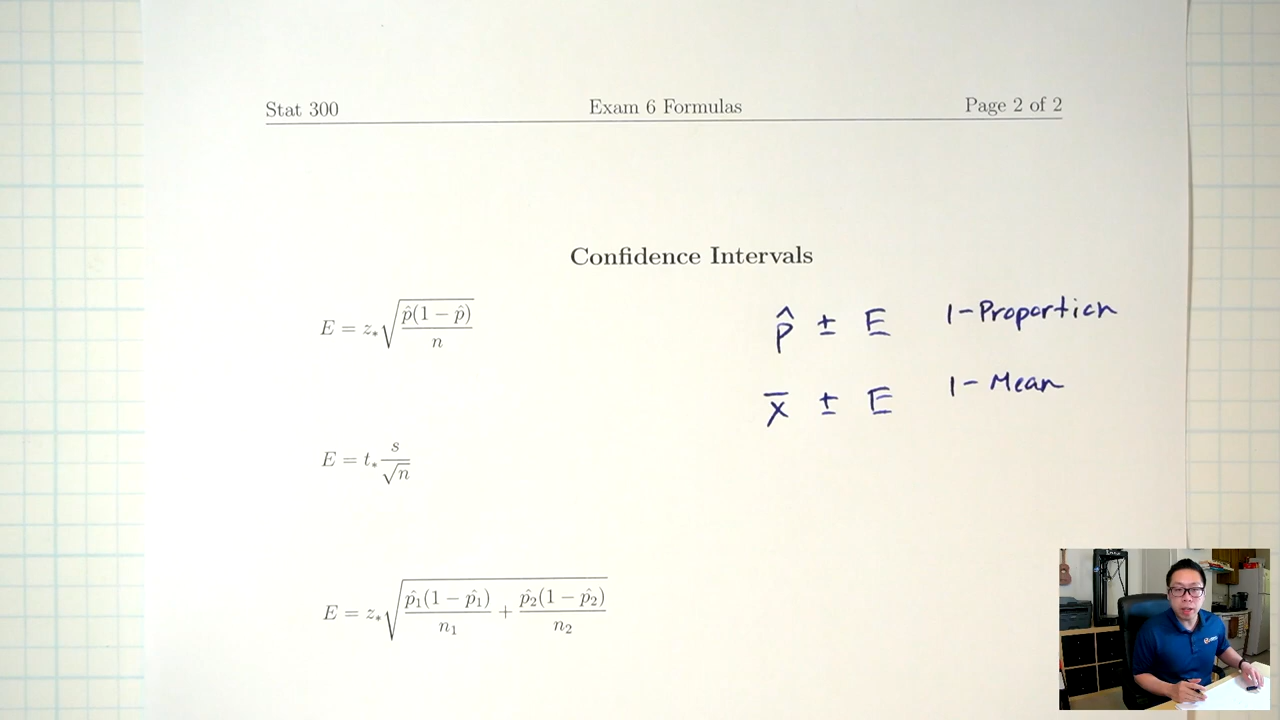 Stat 300 Exam 6 Formulas Page 2 of 2
Confidence Intervals
E = z* √(p̂(1 − p̂)/n)
p̂ ± E 1-Proportion
x̄ ± E 1- Mean
E = t* s/√n
E = z* √(p̂1(1 − p̂1)/n1 + p̂2(1 − p̂2)/n2)